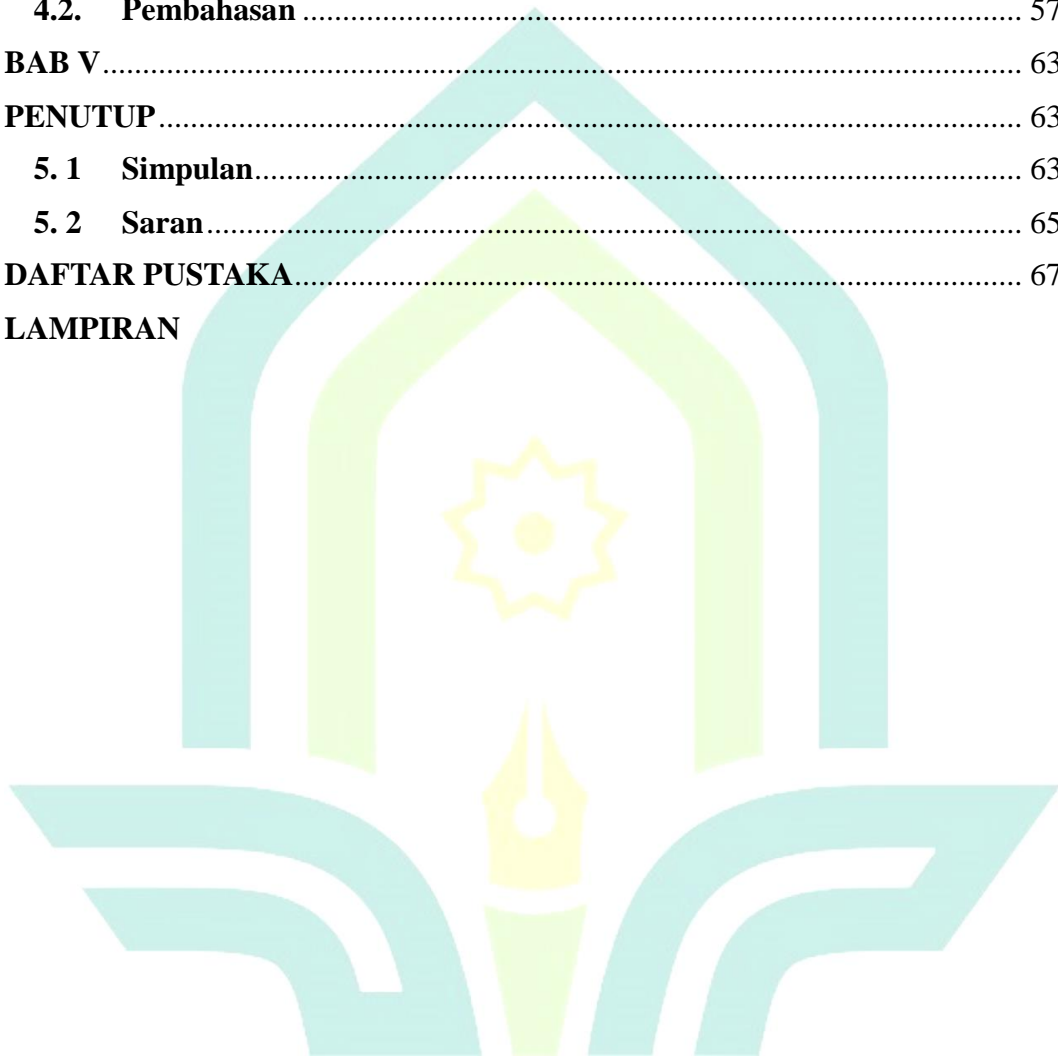 4.2. Pembahasan ........................................................................................ 57
BAB V ........................................................................................................ 63
PENUTUP ................................................................................................. 63
5. 1 Simpulan ............................................................................................ 63
5. 2 Saran .................................................................................................. 65
DAFTAR PUSTAKA ................................................................................. 67
LAMPIRAN